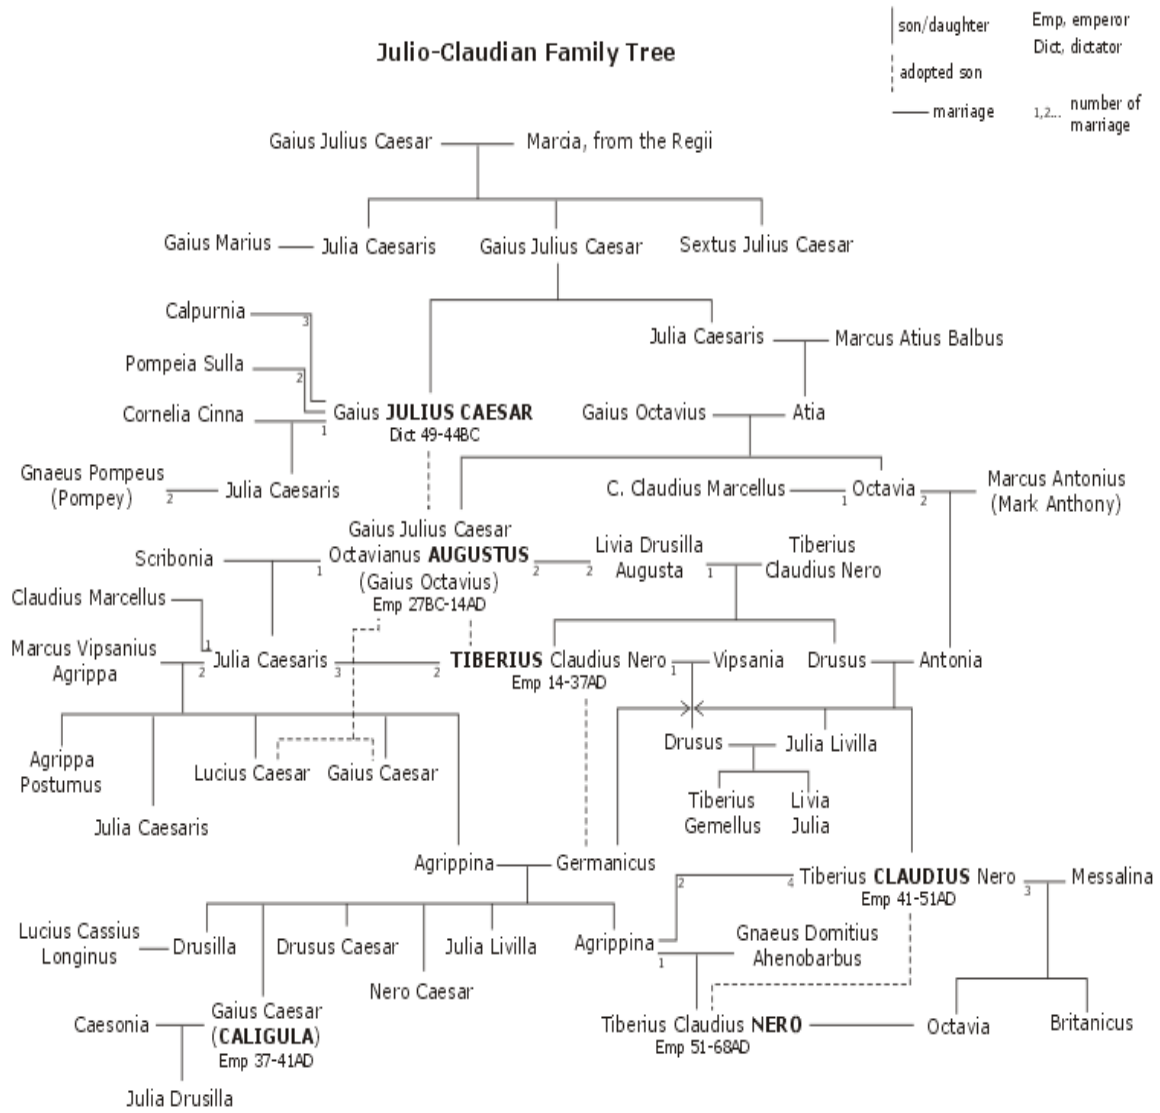 son/daughter
Emp, emperor
Dict, dictator
adopted son
marriage
1,2... number of
marriage
Julio-Claudian Family Tree
Gaius Julius Caesar
Marcia, from the Regii
Gaius Marius
Julia Caesaris
Gaius Julius Caesar
Sextus Julius Caesar
Calpurnia
3
Julia Caesaris
Marcus Atius Balbus
Pompeia Sulla
2
Cornelia Cinna
1
Gaius JULIUS CAESAR
Dict 49-44BC
Gaius Octavius
Atia
Gnaeus Pompeus
(Pompey)
2
Julia Caesaris
C. Claudius Marcellus
1
Octavia
2
Marcus Antonius
(Mark Anthony)
Scribonia
1
Gaius Julius Caesar
Octavianus AUGUSTUS
(Gaius Octavius)
Emp 27BC-14AD
2
2
Livia Drusilla
Augusta
1
Tiberius
Claudius Nero
Claudius Marcellus
1
Marcus Vipsanius
Agrippa
2
Julia Caesaris
3
2
TIBERIUS Claudius Nero
Emp 14-37AD
1
Vipsania
Drusus
Antonia
Agrippa
Postumus
Julia Caesaris
Lucius Caesar
Gaius Caesar
Drusus
Julia Livilla
Tiberius
Gemellus
Livia
Julia
Agrippina
Germanicus
2
4
Tiberius CLAUDIUS Nero
Emp 41-51AD
3
Messalina
Lucius Cassius
Longinus
Drusilla
Drusus Caesar
Julia Livilla
Agrippina
1
Gnaeus Domitius
Ahenobarbus
Nero Caesar
Caesonia
Gaius Caesar
(CALIGULA)
Emp 37-41AD
Tiberius Claudius NERO
Emp 51-68AD
Octavia
Britanicus
Julia Drusilla